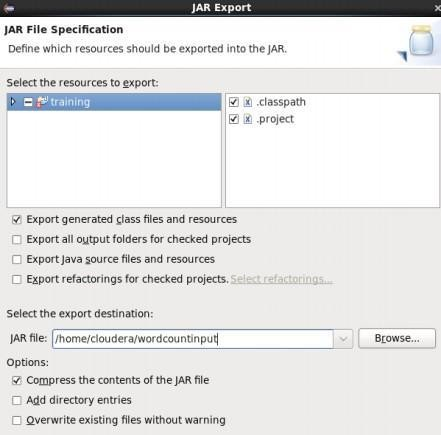 JAR Export
JAR File Specification
Define which resources should be exported into the JAR.
Select the resources to export:
training
.classpath
.project
Export generated class files and resources
Export all output folders for checked projects
Export Java source files and resources
Export refactorings for checked projects. Select refactorings...
Select the export destination:
JAR file: /home/cloudera/wordcountinput Browse...
Options:
Compress the contents of the JAR file
Add directory entries
Overwrite existing files without warning